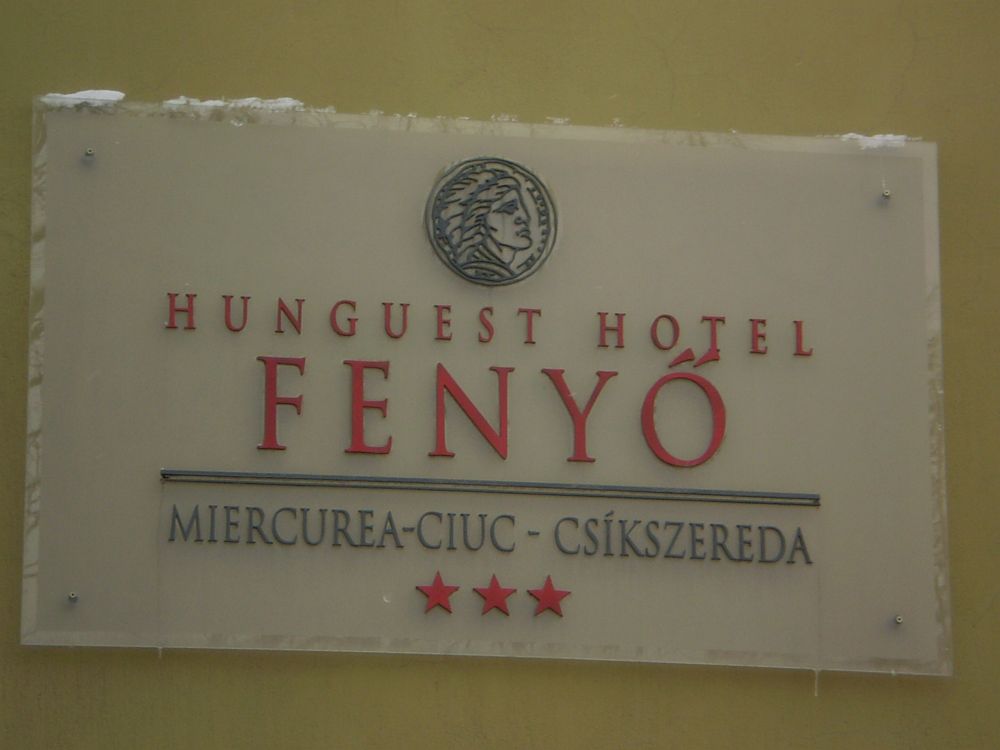 HUNGUEST HOTEL
FENYŐ
MIERCUREA-CIUC - CSÍKSZEREDA